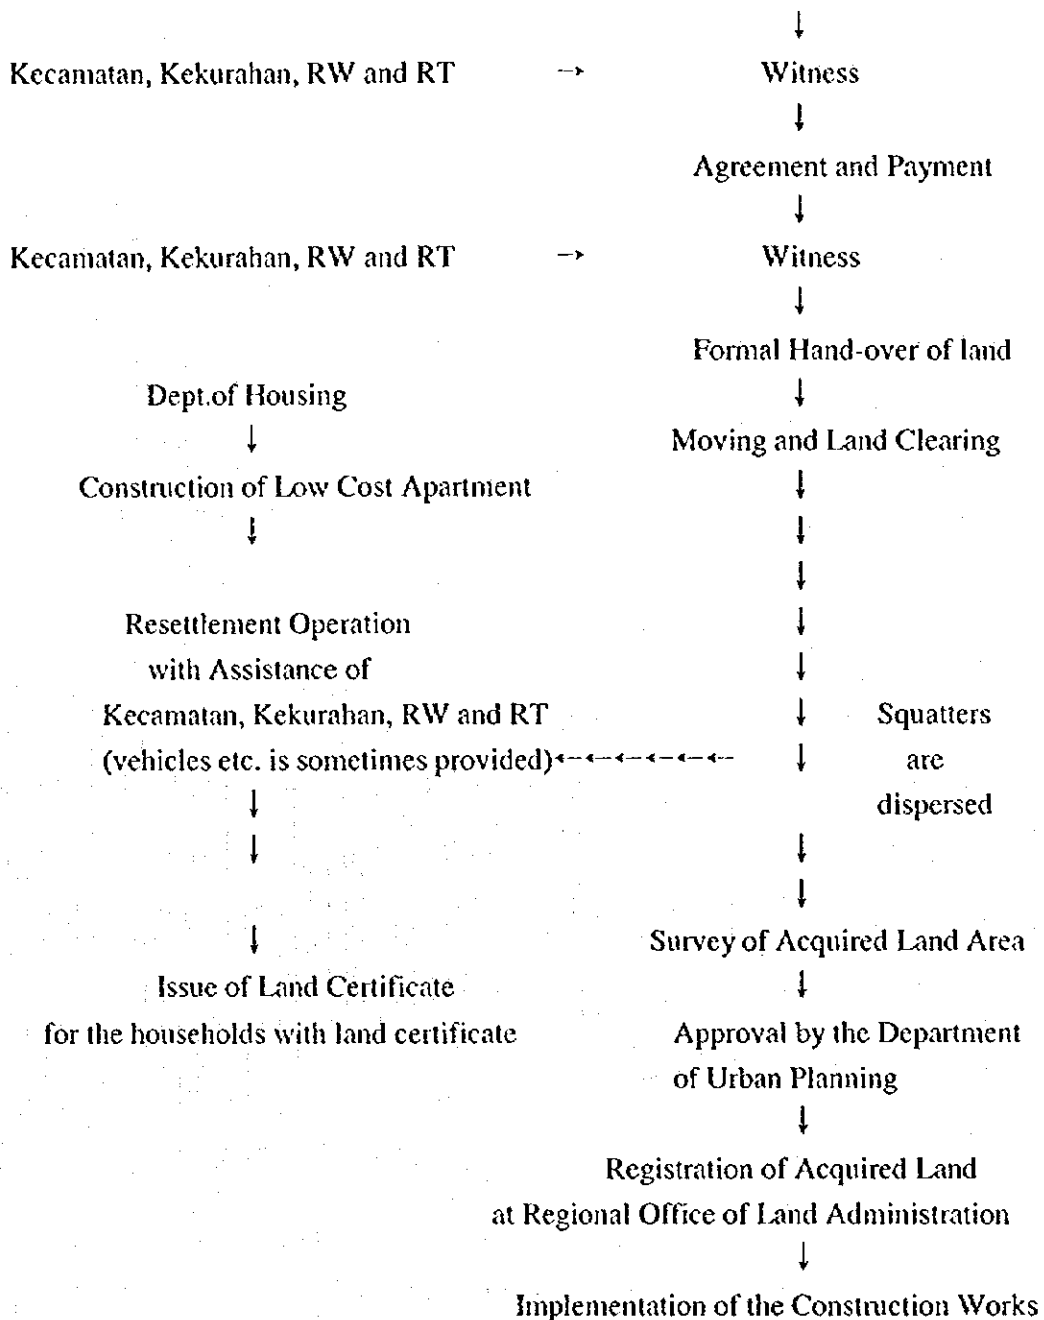 Kecamatan, Kekurahan, RW and RT → Witness
Agreement and Payment
Kecamatan, Kekurahan, RW and RT → Witness
Formal Hand-over of land
Dept.of Housing
Moving and Land Clearing
Construction of Low Cost Apartment
Resettlement Operation
with Assistance of
Kecamatan, Kekurahan, RW and RT
(vehicles etc. is sometimes provided)
Squatters
are
dispersed
Survey of Acquired Land Area
Issue of Land Certificate
for the households with land certificate
Approval by the Department
of Urban Planning
Registration of Acquired Land
at Regional Office of Land Administration
Implementation of the Construction Works